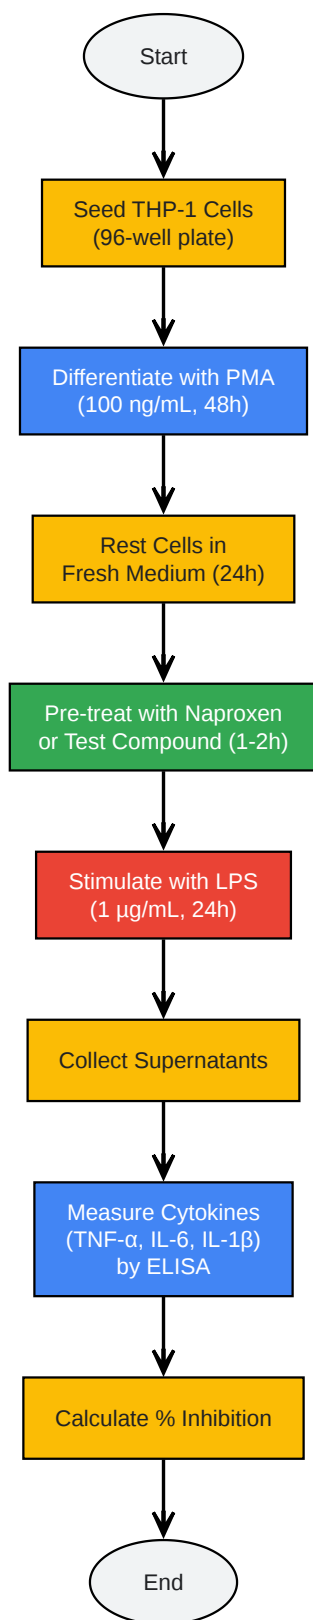 Start
Seed THP-1 Cells
(96-well plate)
Differentiate with PMA
(100 ng/mL, 48h)
Rest Cells in
Fresh Medium (24h)
Pre-treat with Naproxen
or Test Compound (1-2h)
Stimulate with LPS
(1 µg/mL, 24h)
Collect Supernatants
Measure Cytokines
(TNF-α, IL-6, IL-1β)
by ELISA
Calculate % Inhibition
End